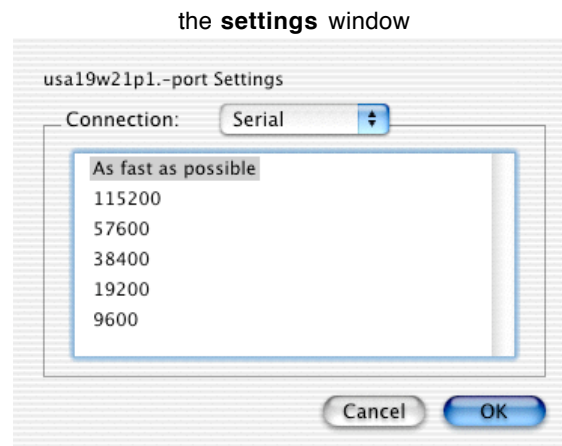 the settings window
usa19w21p1.-port Settings
Connection: Serial
As fast as possible
115200
57600
38400
19200
9600
Cancel OK